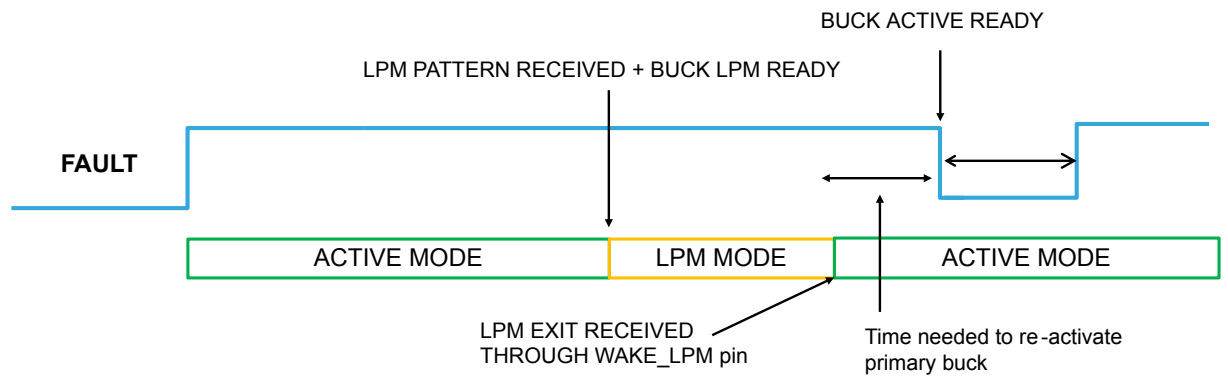 BUCK ACTIVE READY
LPM PATTERN RECEIVED + BUCK LPM READY
FAULT
ACTIVE MODE
LPM MODE
ACTIVE MODE
LPM EXIT RECEIVED
THROUGH WAKE_LPM pin
Time needed to re-activate
primary buck